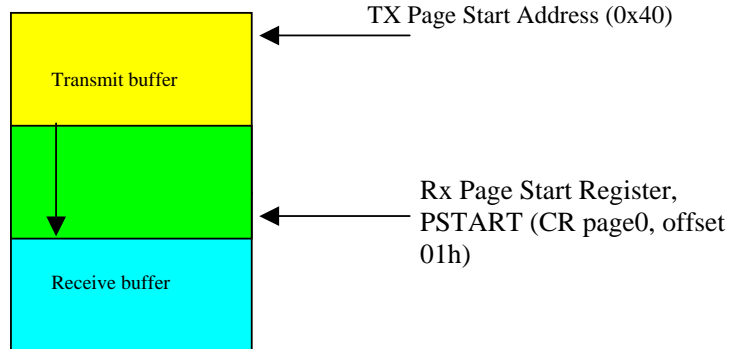 TX Page Start Address (0x40)
Transmit buffer
Rx Page Start Register,
PSTART (CR page0, offset
01h)
Receive buffer